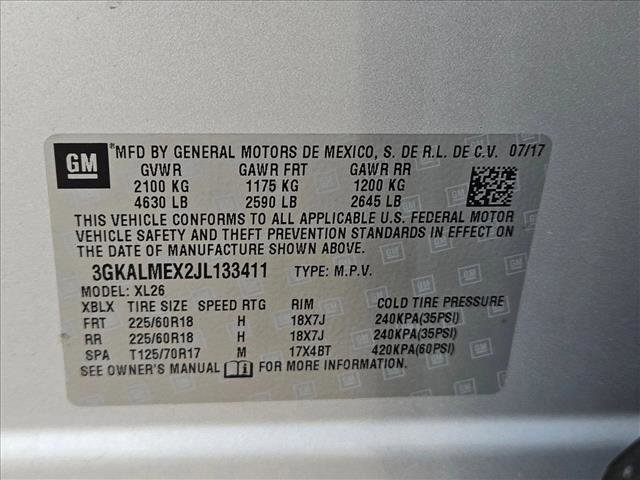 GM *MFD BY GENERAL MOTORS DE MEXICO, S. DE R.L. DE C.V. 07/17
GVWR GAWR FRT GAWR RR
2100 KG 1175 KG 1200 KG
4630 LB 2590 LB 2645 LB
THIS VEHICLE CONFORMS TO ALL APPLICABLE U.S. FEDERAL MOTOR
VEHICLE SAFETY AND THEFT PREVENTION STANDARDS IN EFFECT ON
THE DATE OF MANUFACTURE SHOWN ABOVE.
3GKALMEX2JL133411 TYPE: M.P.V.
MODEL: XL26
XBLX TIRE SIZE SPEED RTG RIM COLD TIRE PRESSURE
FRT 225/60R18 H 18X7J 240KPA(35PSI)
RR 225/60R18 H 18X7J 240KPA(35PSI)
SPA T125/70R17 M 17X4BT 420KPA(60PSI)
SEE OWNER'S MANUAL FOR MORE INFORMATION.